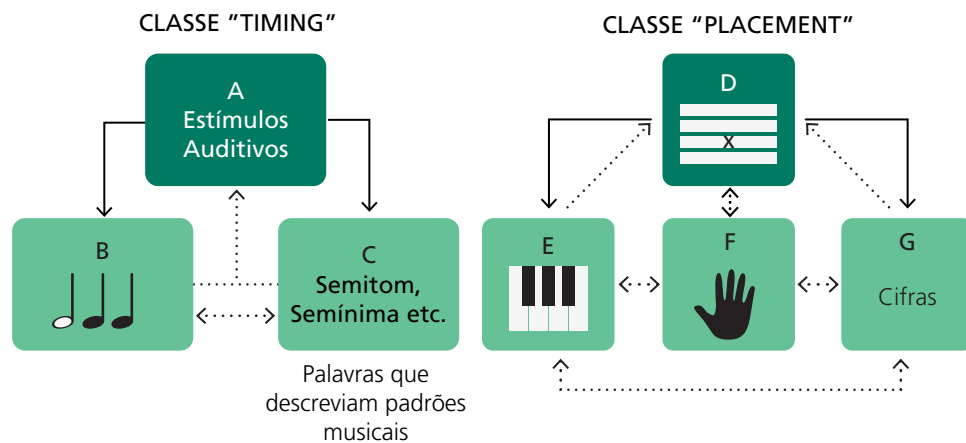 CLASSE "TIMING"
A
Estímulos
Auditivos
B
C
Semitom,
Semínima etc.
Palavras que
descreviam padrões
musicais
CLASSE "PLACEMENT"
D
x
E
F
G
Cifras